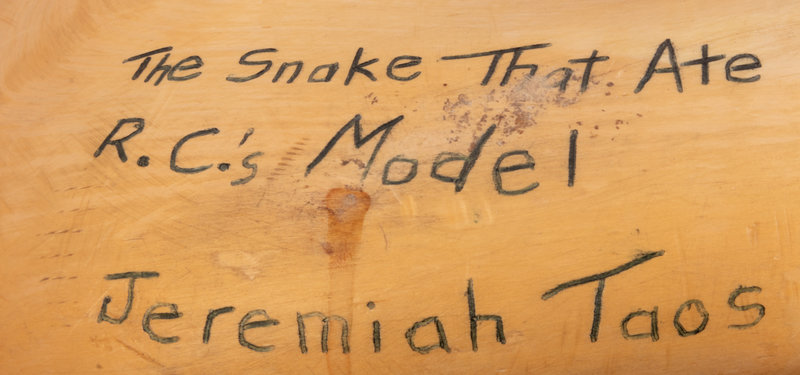 The Snake That Ate
R.C.'s Model
Jeremiah Taos